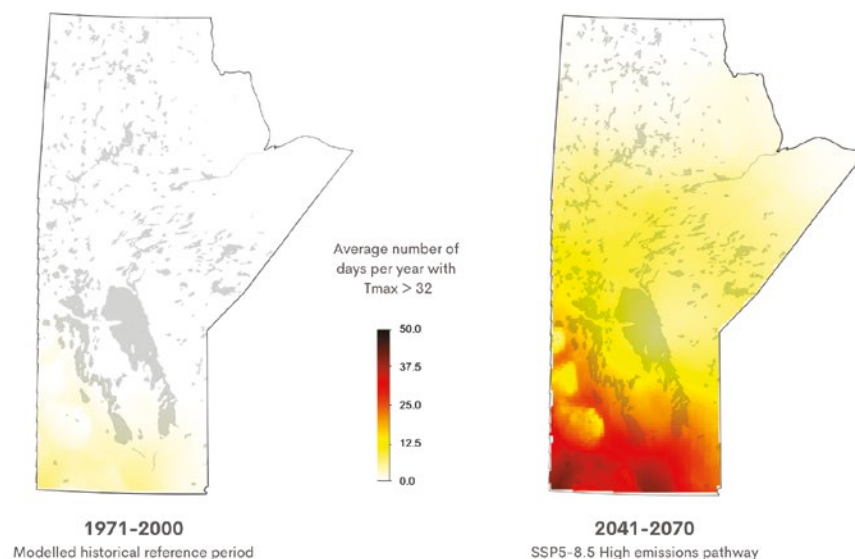 Average number of
days per year with
Tmax > 32
50.0
37.5
25.0
12.5
0.0
1971-2000
Modelled historical reference period
2041-2070
SSP5-8.5 High emissions pathway